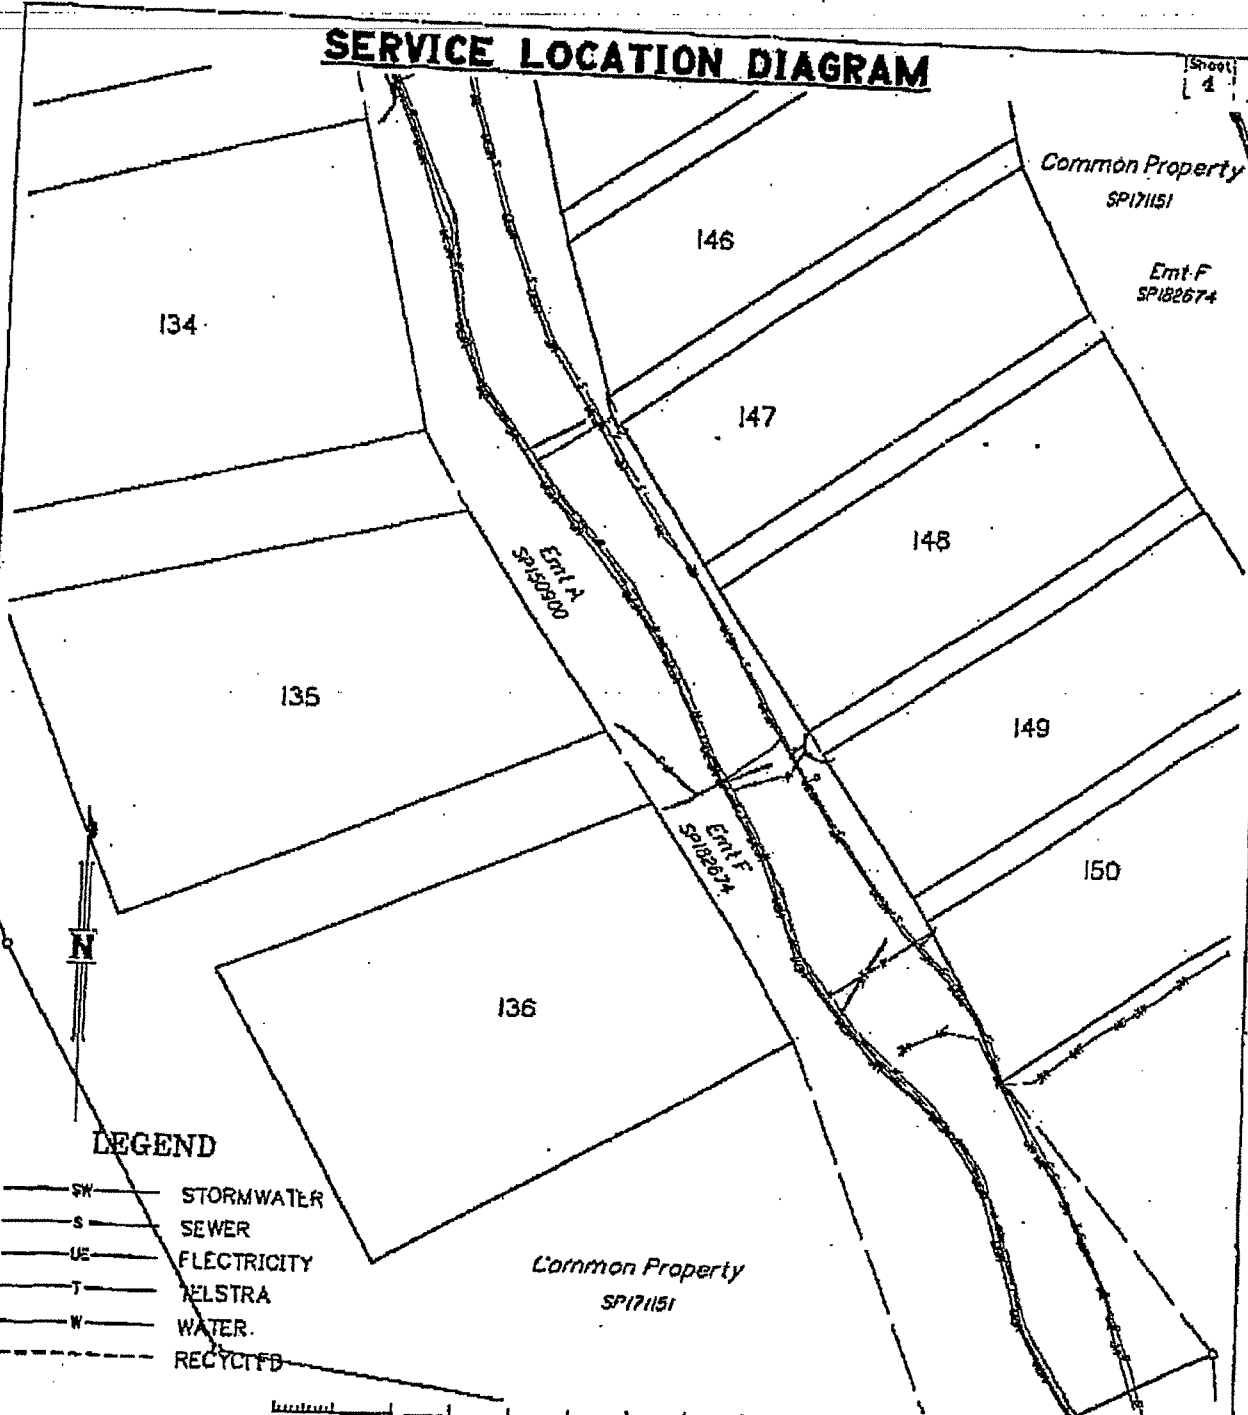 SERVICE LOCATION DIAGRAM
Sheet
4
Common Property
SP171151
Emt F
SP182674
146
134
147
148
Emt A
SP150900
135
149
Emt F
SP182674
150
N
136
LEGEND
SW STORMWATER
S SEWER
UE ELECTRICITY
T TELSTRA
W WATER
RECYCLED
Common Property
SP171151